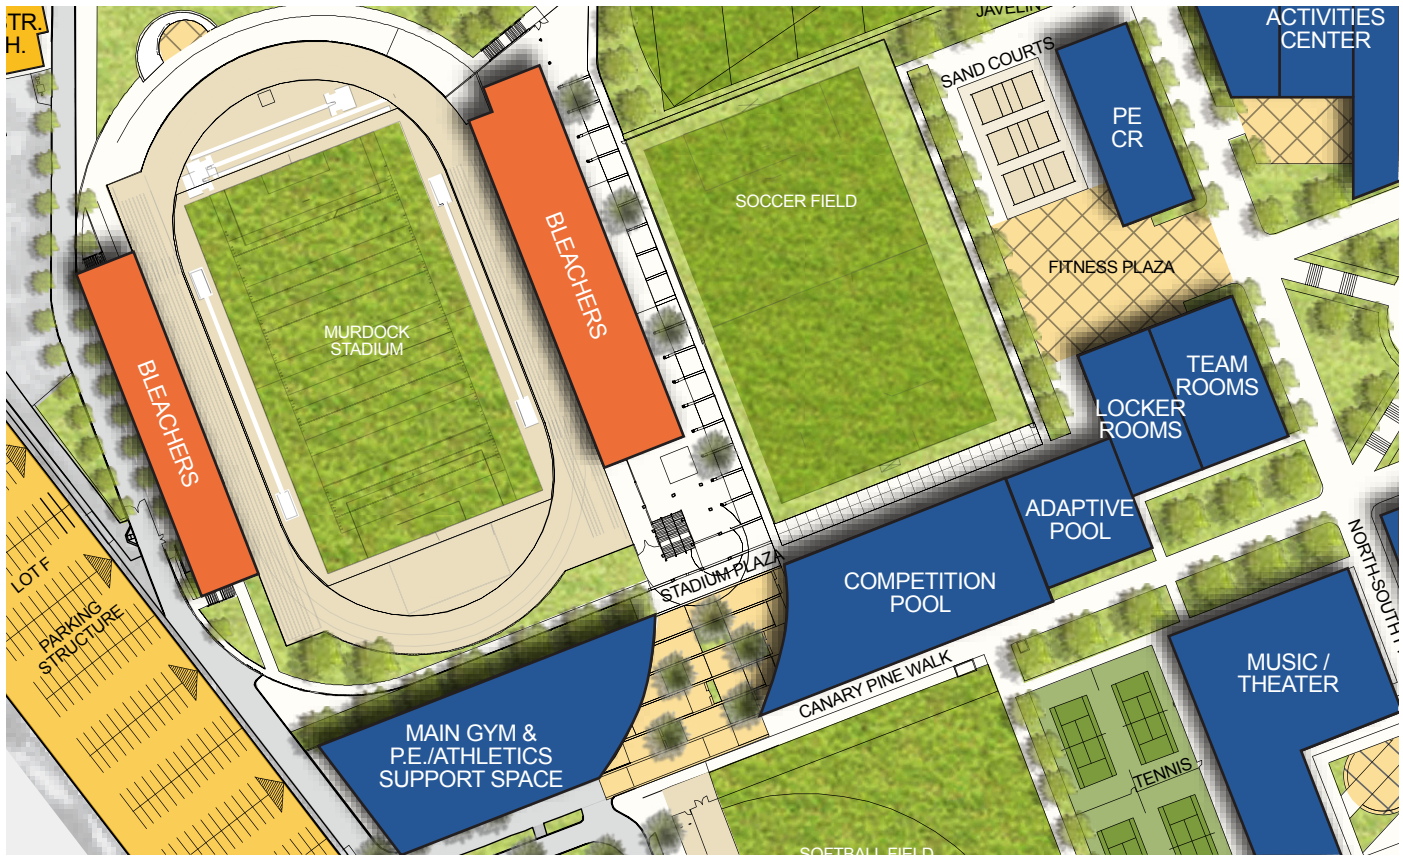 TR.
H.
JAVELIN
ACTIVITIES
CENTER
SAND COURTS
PE
CR
SOCCER FIELD
BLEACHERS
FITNESS PLAZA
MURDOCK
STADIUM
BLEACHERS
TEAM
ROOMS
LOCKER
ROOMS
ADAPTIVE
POOL
COMPETITION
POOL
STADIUM PLAZA
LOT F
PARKING
STRUCTURE
NORTH-SOUTH
MUSIC /
THEATER
CANARY PINE WALK
MAIN GYM &
P.E./ATHLETICS
SUPPORT SPACE
TENNIS
SOFTBALL FIELD